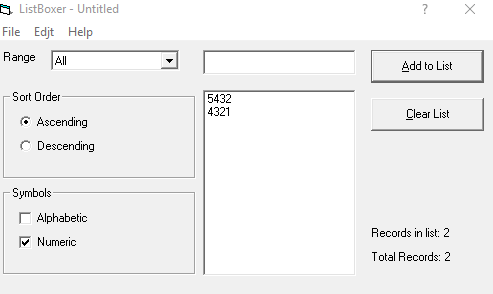 ListBoxer - Untitled ?
File Edjt Help
Range All
Add to List
Sort Order
Ascending
Descending
5432
4321
Clear List
Symbols
Alphabetic
Numeric
Records in list: 2
Total Records: 2